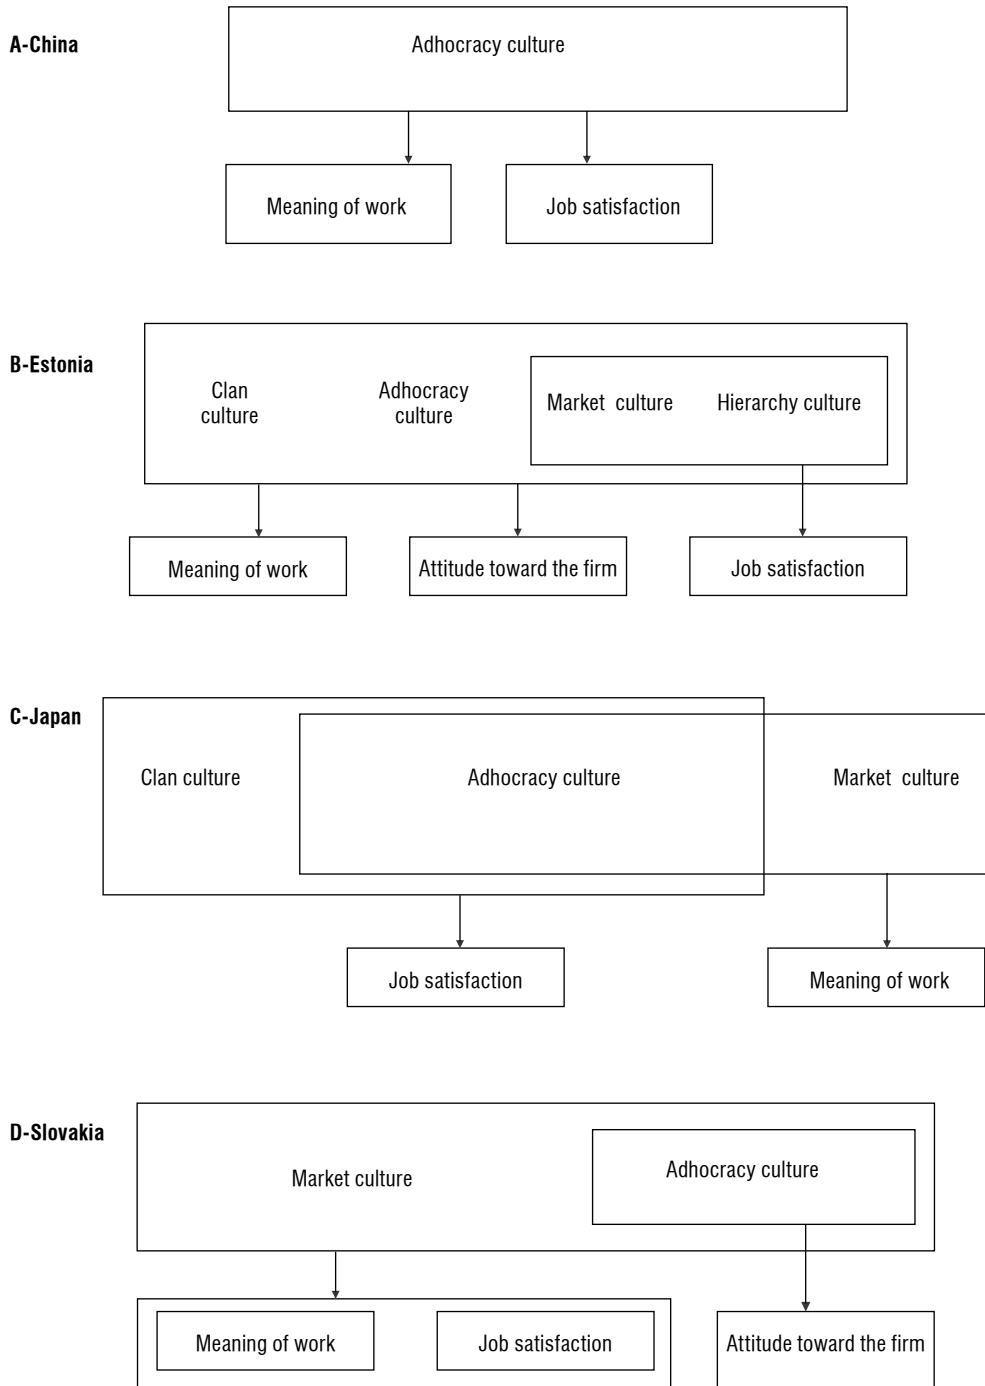 A-China
Adhocracy culture
Meaning of work
Job satisfaction
B-Estonia
Clan
culture
Adhocracy
culture
Market culture
Hierarchy culture
Meaning of work
Attitude toward the firm
Job satisfaction
C-Japan
Clan culture
Adhocracy culture
Market culture
Job satisfaction
Meaning of work
D-Slovakia
Market culture
Adhocracy culture
Meaning of work
Job satisfaction
Attitude toward the firm